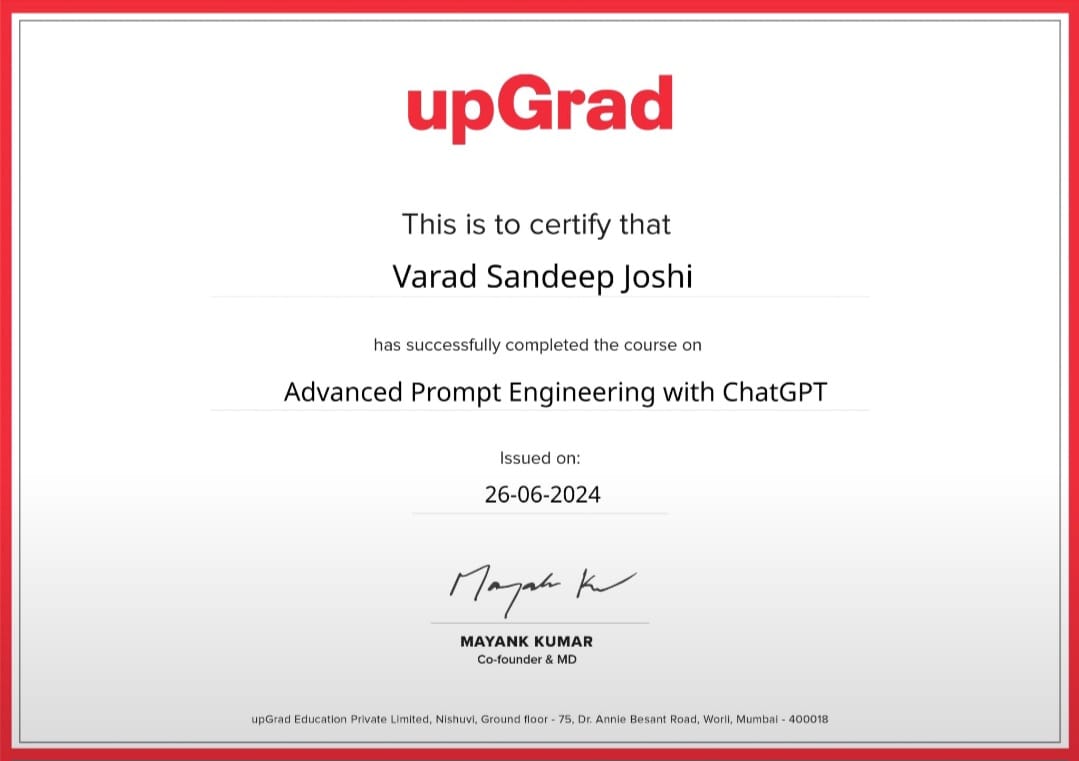 upGrad
This is to certify that
Varad Sandeep Joshi
has successfully completed the course on
Advanced Prompt Engineering with ChatGPT
Issued on:
26-06-2024
Mayank Ku
MAYANK KUMAR
Co-founder & MD
upGrad Education Private Limited, Nishuvi, Ground floor - 75, Dr. Annie Besant Road, Worli, Mumbai - 400018